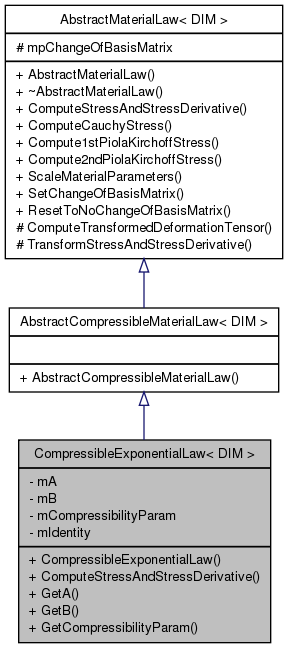 AbstractMaterialLaw< DIM >
# mpChangeOfBasisMatrix
+ AbstractMaterialLaw()
+ ~AbstractMaterialLaw()
+ ComputeStressAndStressDerivative()
+ ComputeCauchyStress()
+ Compute1stPiolaKirchoffStress()
+ Compute2ndPiolaKirchoffStress()
+ ScaleMaterialParameters()
+ SetChangeOfBasisMatrix()
+ ResetToNoChangeOfBasisMatrix()
# ComputeTransformedDeformationTensor()
# TransformStressAndStressDerivative()
AbstractCompressibleMaterialLaw< DIM >
+ AbstractCompressibleMaterialLaw()
CompressibleExponentialLaw< DIM >
- mA
- mB
- mCompressibilityParam
- mIdentity
+ CompressibleExponentialLaw()
+ ComputeStressAndStressDerivative()
+ GetA()
+ GetB()
+ GetCompressibilityParam()